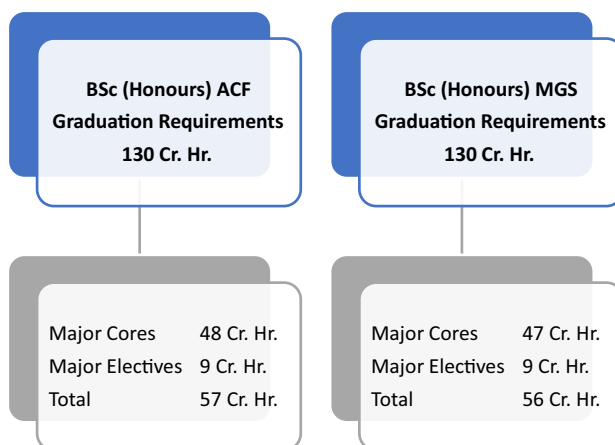 BSc (Honours) ACF
Graduation Requirements
130 Cr. Hr.
BSc (Honours) MGS
Graduation Requirements
130 Cr. Hr.
Major Cores 48 Cr. Hr.
Major Electives 9 Cr. Hr.
Total 57 Cr. Hr.
Major Cores 47 Cr. Hr.
Major Electives 9 Cr. Hr.
Total 56 Cr. Hr.